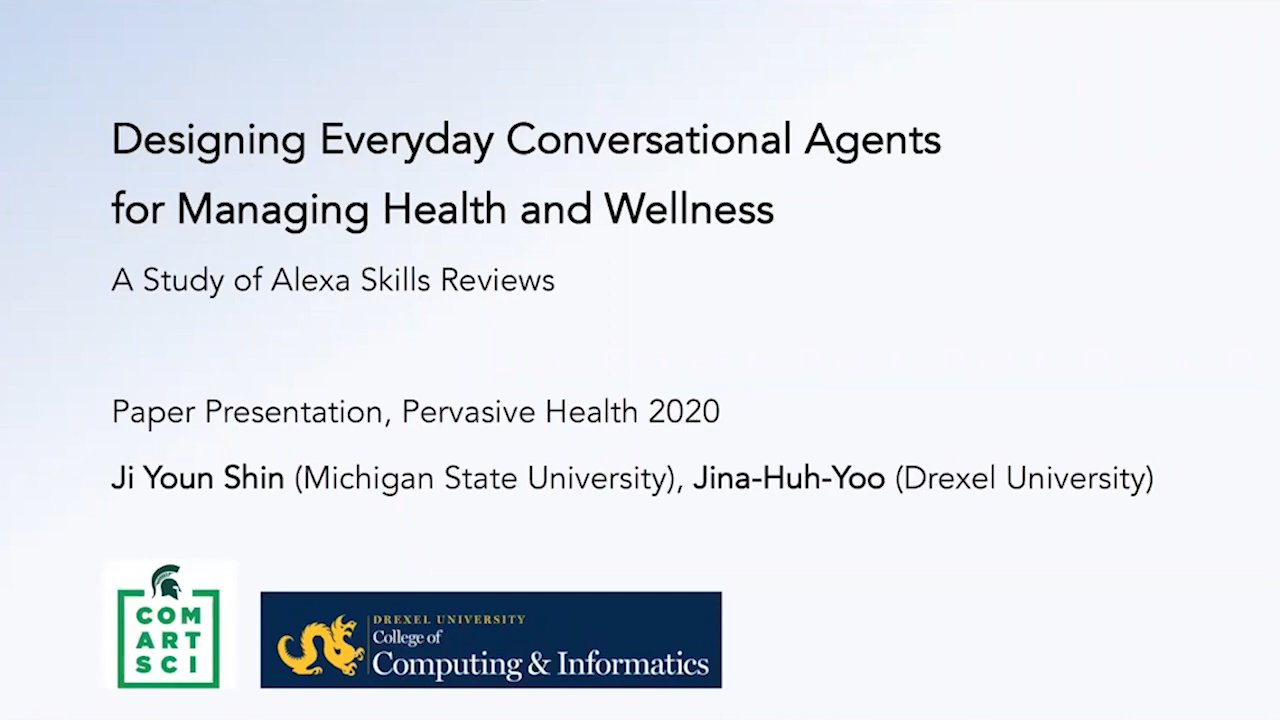 Designing Everyday Conversational Agents
for Managing Health and Wellness
A Study of Alexa Skills Reviews
Paper Presentation, Pervasive Health 2020
Ji Youn Shin (Michigan State University), Jina-Huh-Yoo (Drexel University)
COM
ART
SCI
DREXEL UNIVERSITY
College of
Computing & Informatics